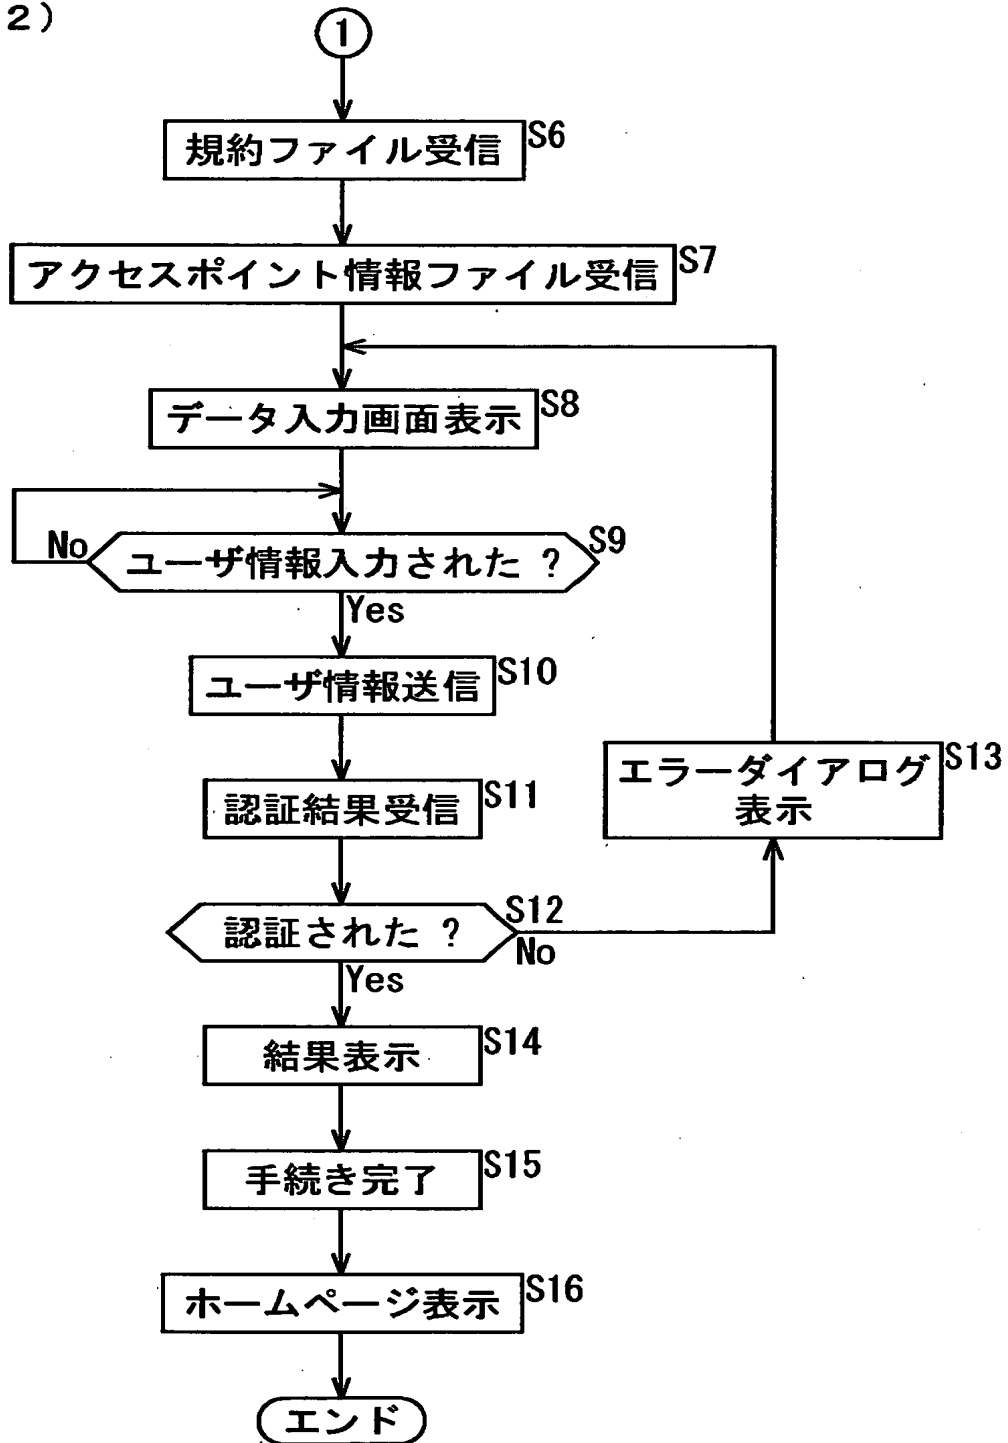 2)
1
規約ファイル受信
S6
アクセスポイント情報ファイル受信
S7
データ入力画面表示
S8
No
ユーザ情報入力された ?
S9
Yes
ユーザ情報送信
S10
認証結果受信
S11
エラーダイアログ
表示
S13
認証された ?
S12
No
Yes
結果表示
S14
手続き完了
S15
ホームページ表示
S16
エンド